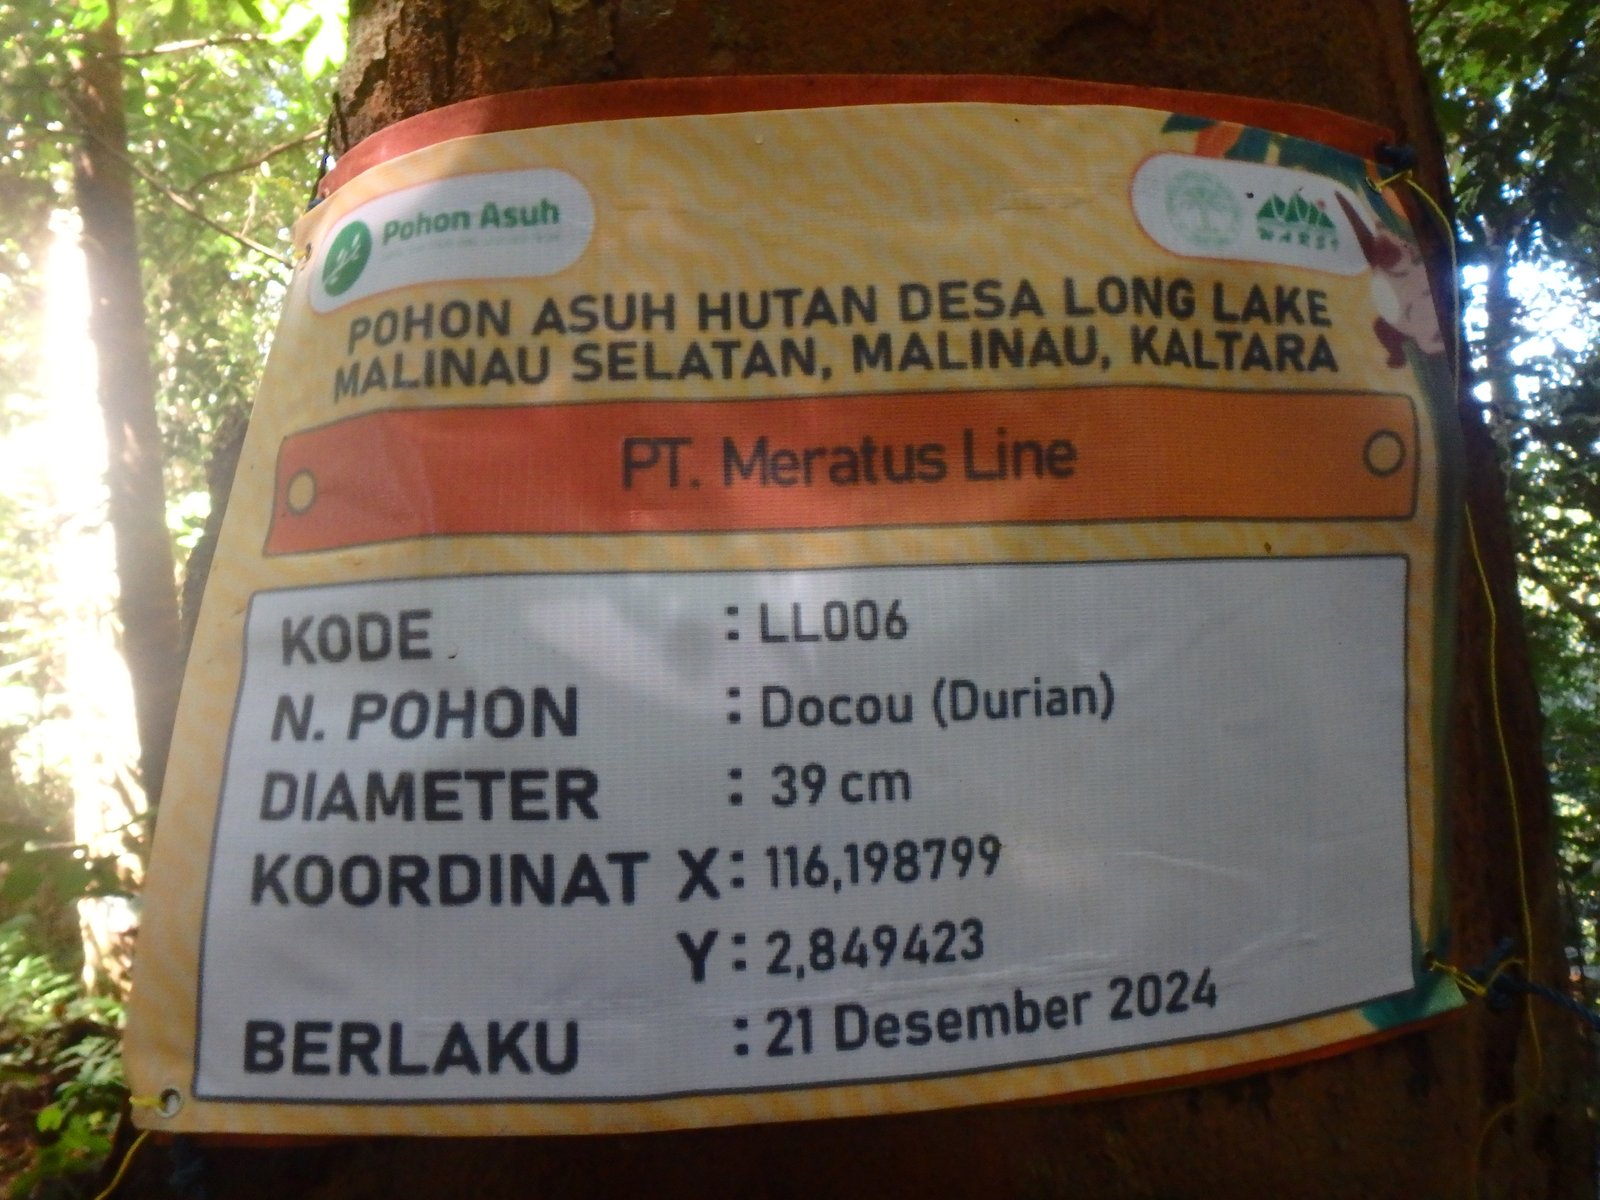 Pohon Asuh
WARSI
POHON ASUH HUTAN DESA LONG LAKE
MALINAU SELATAN, MALINAU, KALTARA
PT. Meratus Line
KODE : LL006
N. POHON : Docou (Durian)
DIAMETER : 39 cm
KOORDINAT X : 116,198799
Y : 2,849423
BERLAKU : 21 Desember 2024